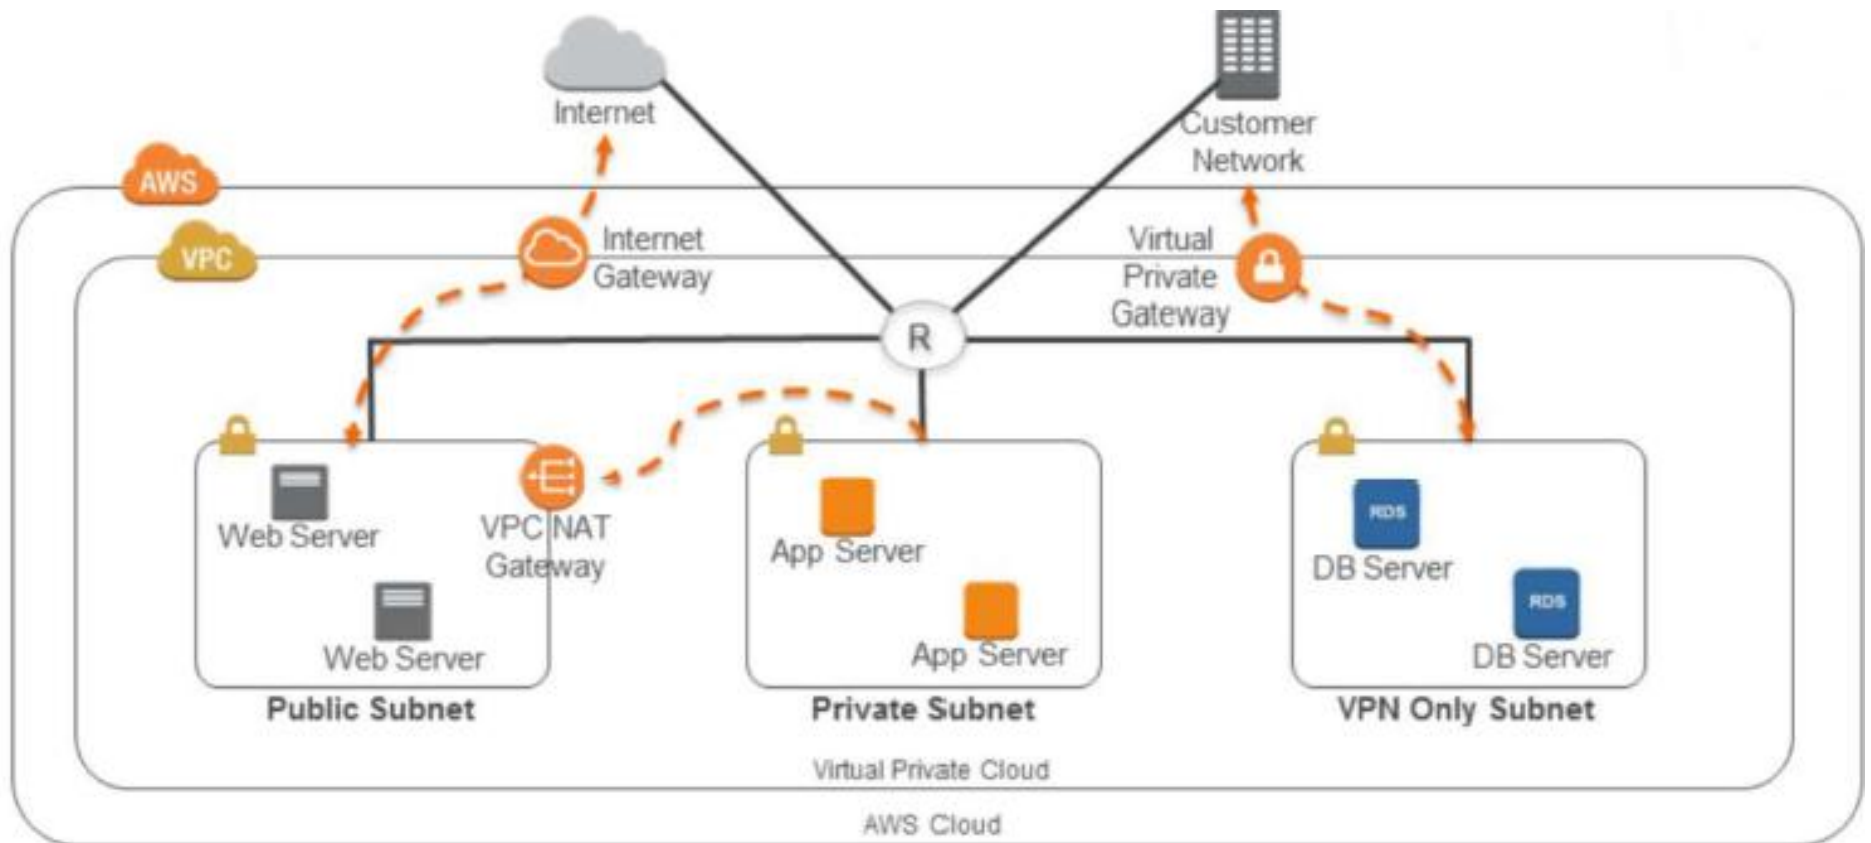 Internet
Customer
Network
AWS
VPC
Internet
Gateway
Virtual
Private
Gateway
R
Web Server
VPC NAT
Gateway
Web Server
App Server
App Server
RDS
DB Server
RDS
DB Server
Public Subnet
Private Subnet
VPN Only Subnet
Virtual Private Cloud
AWS Cloud